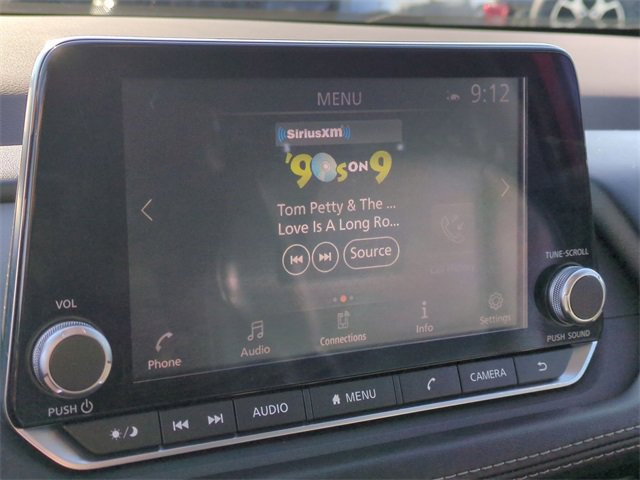 MENU
9:12
SiriusXM
'90s ON 9
Tom Petty & The ...
Love Is A Long Ro...
Source
VOL
PUSH
TUNE·SCROLL
PUSH SOUND
Phone
Audio
Connections
Info
Settings
AUDIO
MENU
CAMERA